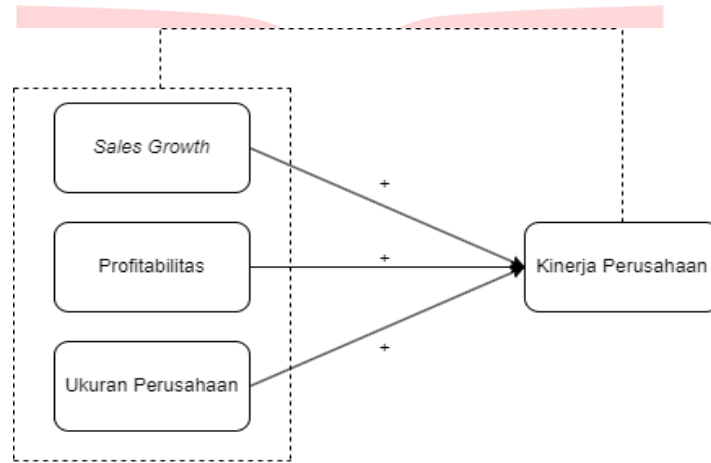 Sales Growth
+
Profitabilitas
+
Kinerja Perusahaan
Ukuran Perusahaan
+